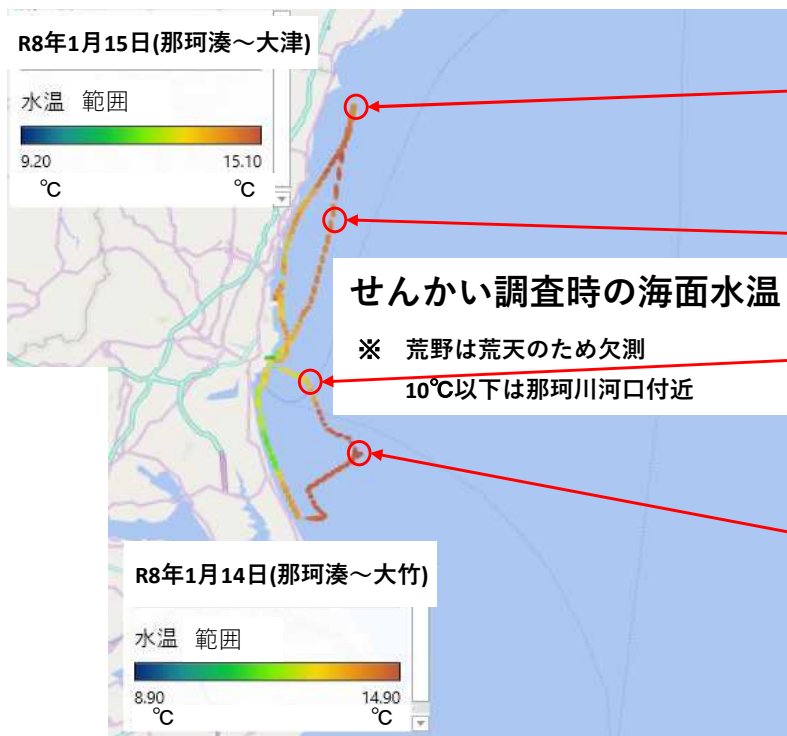 R8年1月15日(那珂湊～大津)
水温 範囲
9.20 15.10
℃ ℃
せんかい調査時の海面水温
※ 荒野は荒天のため欠測
10℃以下は那珂川河口付近
R8年1月14日(那珂湊～大竹)
水温 範囲
8.90 14.90
℃ ℃